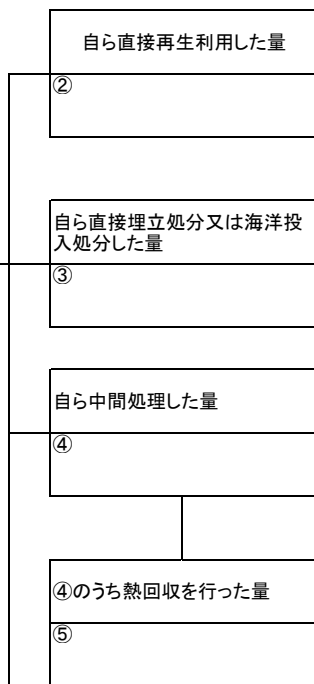 自ら直接再生利用した量
②
自ら直接埋立処分又は海洋投
入処分した量
③
自ら中間処理した量
④
④のうち熱回収を行った量
⑤